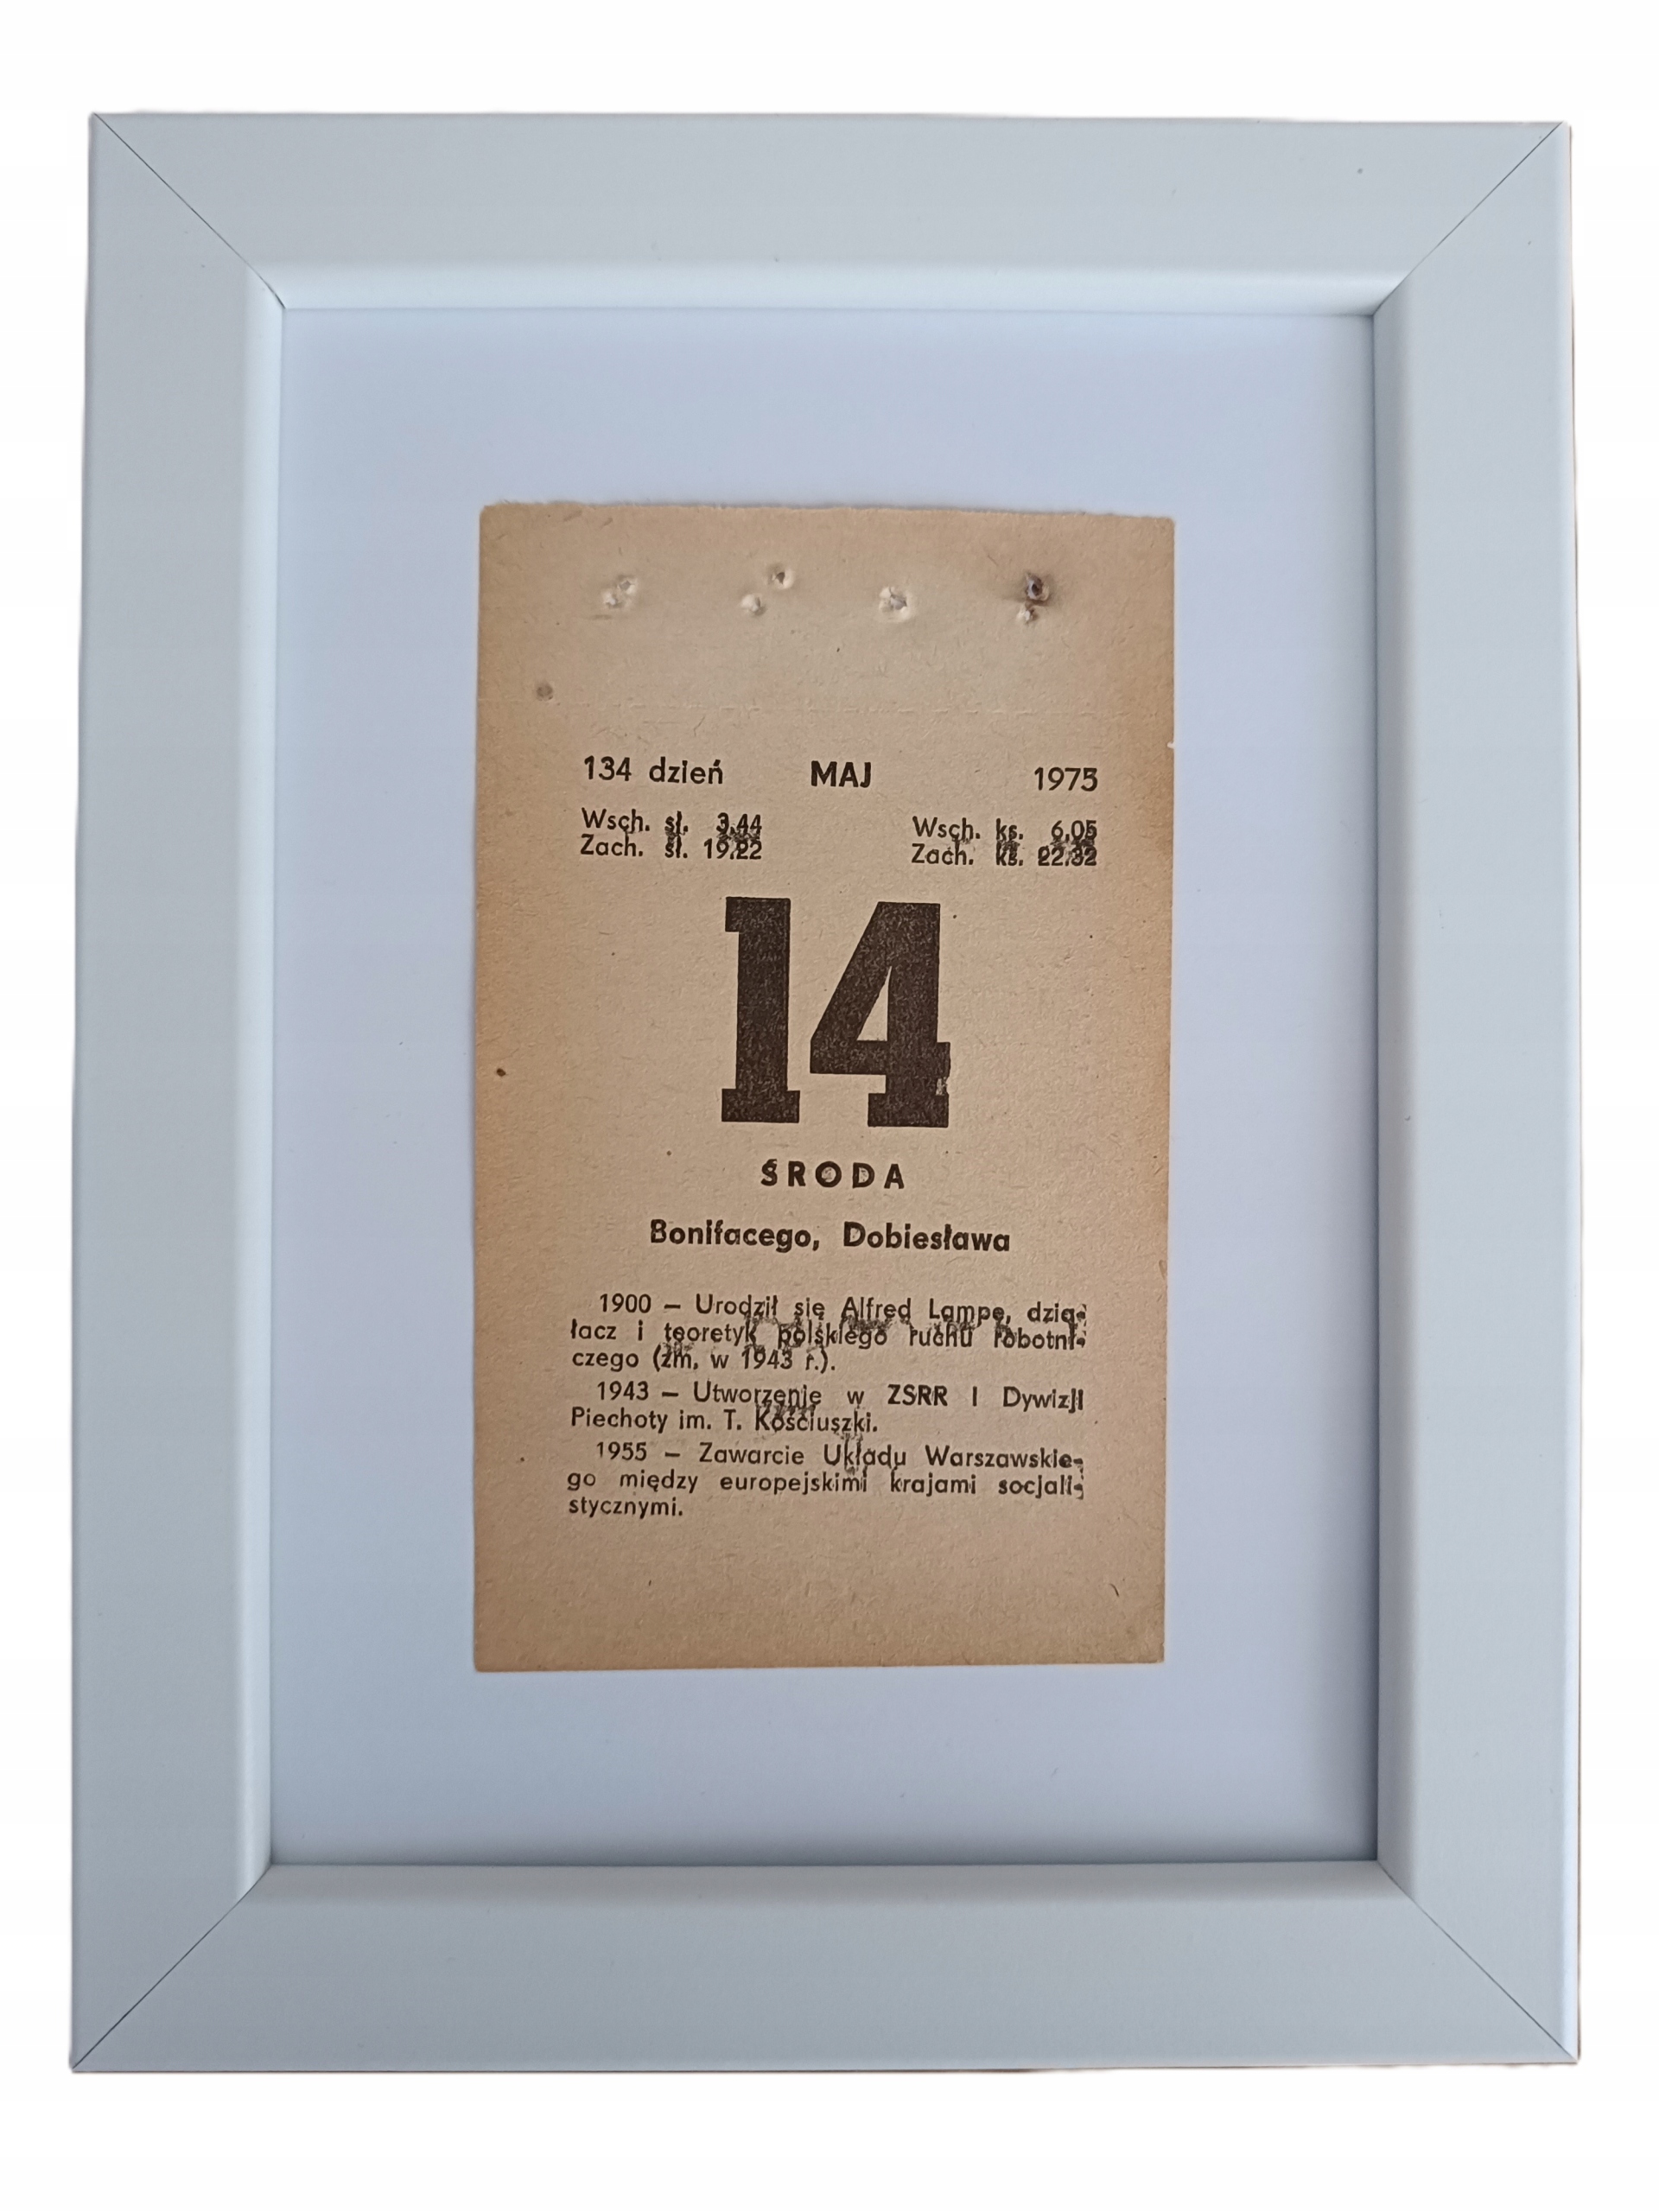 134 dzień MAJ 1975
Wsch. sł. 3,44 Wsch. ks. 6,05
Zach. sł. 19,22 Zach. ks. 22,32
14
ŚRODA
Bonifacego, Dobiesława
1900 — Urodził się Alfred Lampe, dzia-
łacz i teoretyk polskiego ruchu robotni-
czego (zm. w 1943 r.).
1943 — Utworzenie w ZSRR I Dywizji
Piechoty im. T. Kościuszki.
1955 — Zawarcie Układu Warszawskie-
go między europejskimi krajami socjali-
stycznymi.